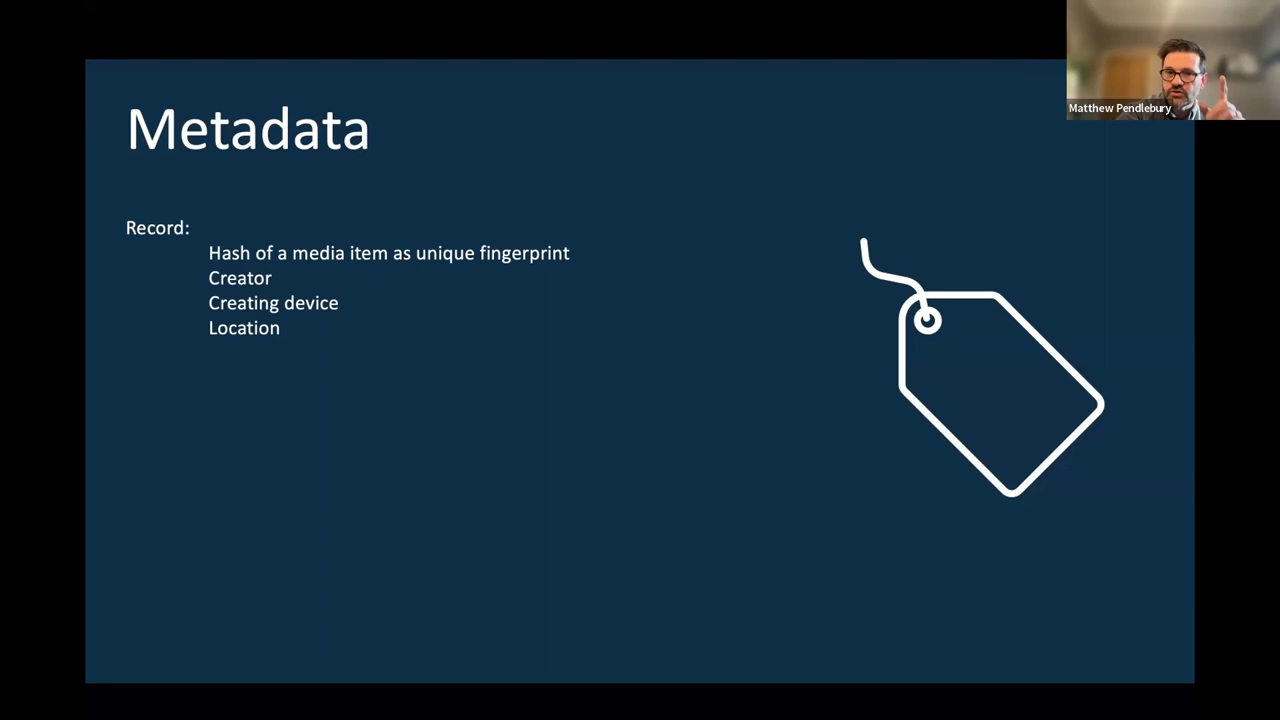 Metadata
Record:
Hash of a media item as unique fingerprint
Creator
Creating device
Location
Matthew Pendlebury